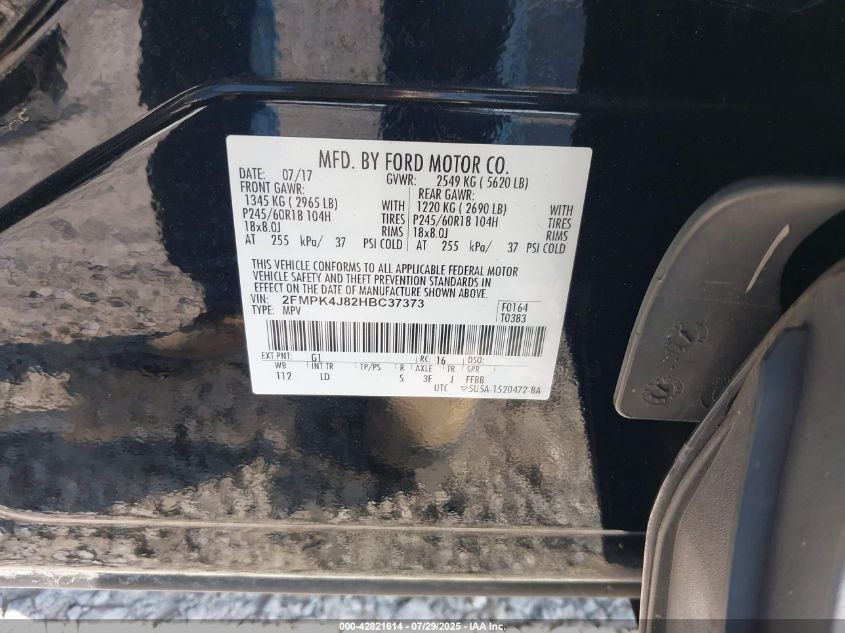 MFD. BY FORD MOTOR CO.
DATE: 07/17 GVWR: 2549 KG ( 5620 LB)
FRONT GAWR: REAR GAWR:
1345 KG ( 2965 LB) WITH 1220 KG ( 2690 LB) WITH
P245/60R18 104H TIRES P245/60R18 104H TIRES
18x8.0J RIMS 18x8.0J RIMS
AT 255 kPa/ 37 PSI COLD AT 255 kPa/ 37 PSI COLD
THIS VEHICLE CONFORMS TO ALL APPLICABLE FEDERAL MOTOR
VEHICLE SAFETY AND THEFT PREVENTION STANDARDS IN
EFFECT ON THE DATE OF MANUFACTURE SHOWN ABOVE.
VIN: 2FMPK4J82HBC37373 F0164
TYPE: MPV T0383
EXT PNT: G1 RC: 16 DSO:
WB INT TR TP/PS R AXLE TR SPR
112 LD S 3F J FFBB
UTC 5U5A-1520472-BA
000-42821614 - 07/29/2025 - IAA Inc.